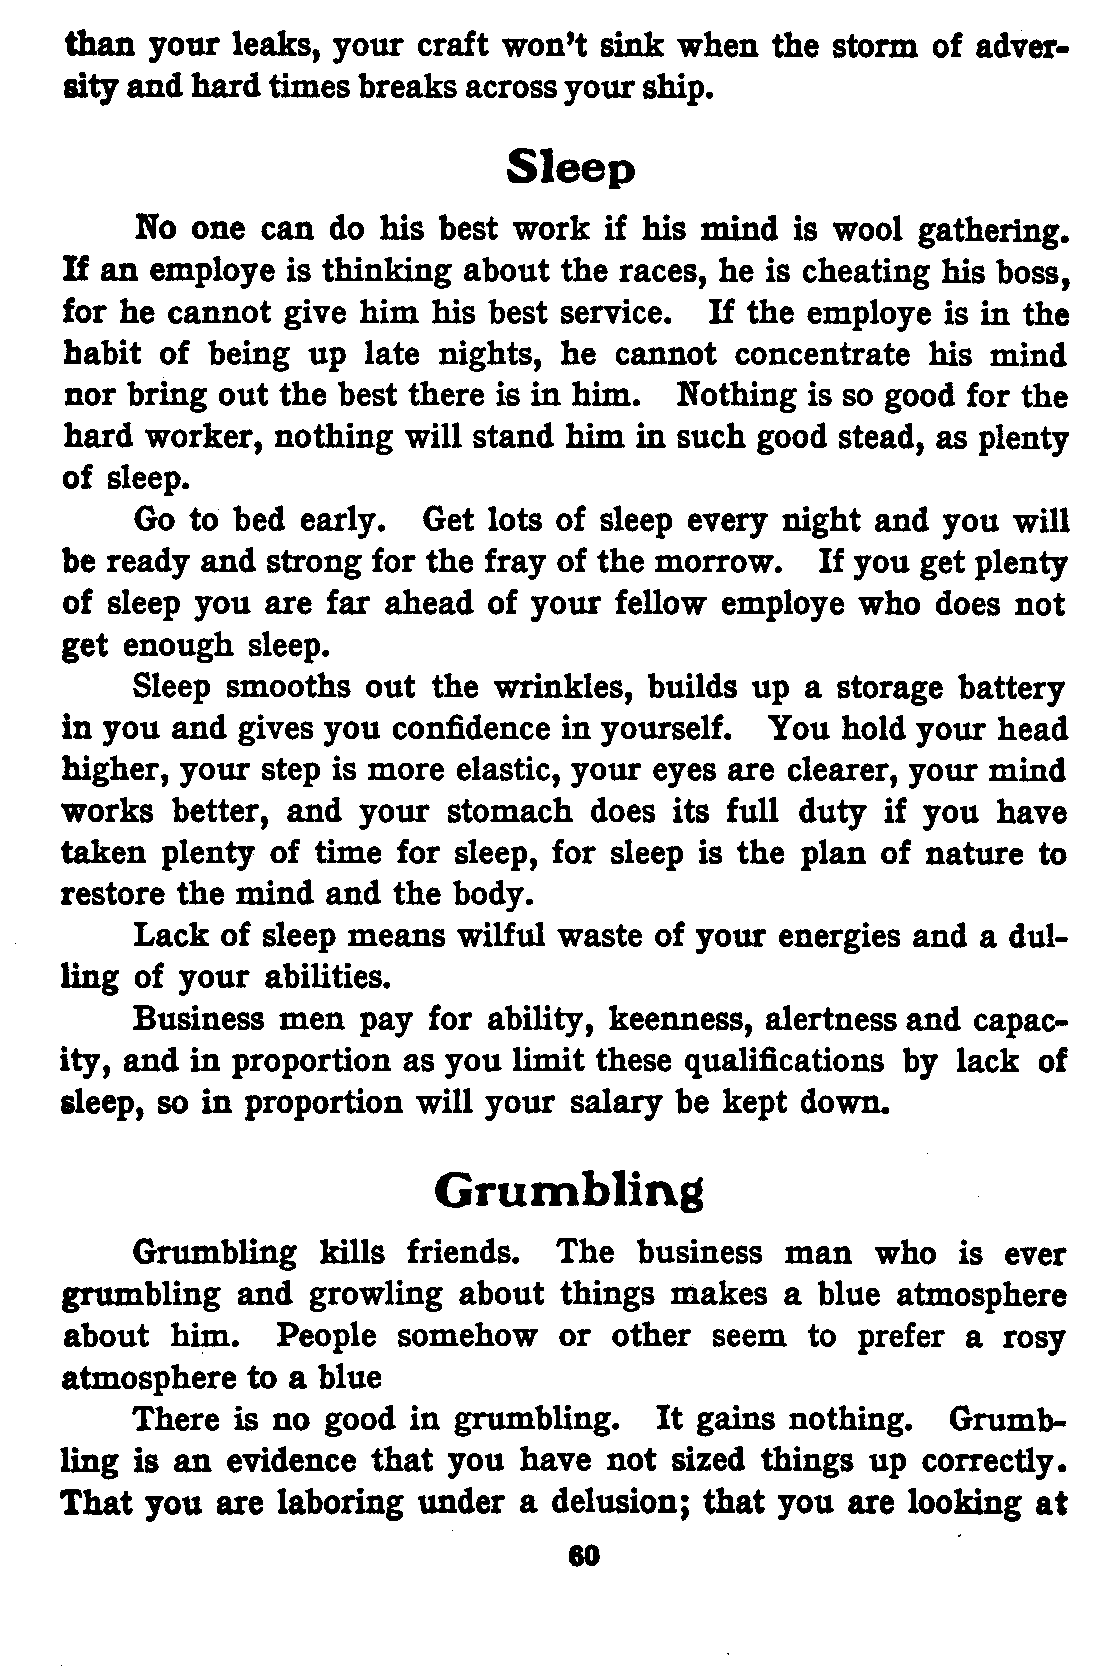 than your leaks, your craft won't sink when the storm of adver-
sity and hard times breaks across your ship.
Sleep
No one can do his best work if his mind is wool gathering.
If an employe is thinking about the races, he is cheating his boss,
for he cannot give him his best service. If the employe is in the
habit of being up late nights, he cannot concentrate his mind
nor bring out the best there is in him. Nothing is so good for the
hard worker, nothing will stand him in such good stead, as plenty
of sleep.
Go to bed early. Get lots of sleep every night and you will
be ready and strong for the fray of the morrow. If you get plenty
of sleep you are far ahead of your fellow employe who does not
get enough sleep.
Sleep smooths out the wrinkles, builds up a storage battery
in you and gives you confidence in yourself. You hold your head
higher, your step is more elastic, your eyes are clearer, your mind
works better, and your stomach does its full duty if you have
taken plenty of time for sleep, for sleep is the plan of nature to
restore the mind and the body.
Lack of sleep means wilful waste of your energies and a dul-
ling of your abilities.
Business men pay for ability, keenness, alertness and capac-
ity, and in proportion as you limit these qualifications by lack of
sleep, so in proportion will your salary be kept down.
Grumbling
Grumbling kills friends. The business man who is ever
grumbling and growling about things makes a blue atmosphere
about him. People somehow or other seem to prefer a rosy
atmosphere to a blue
There is no good in grumbling. It gains nothing. Grumb-
ling is an evidence that you have not sized things up correctly.
That you are laboring under a delusion; that you are looking at
60